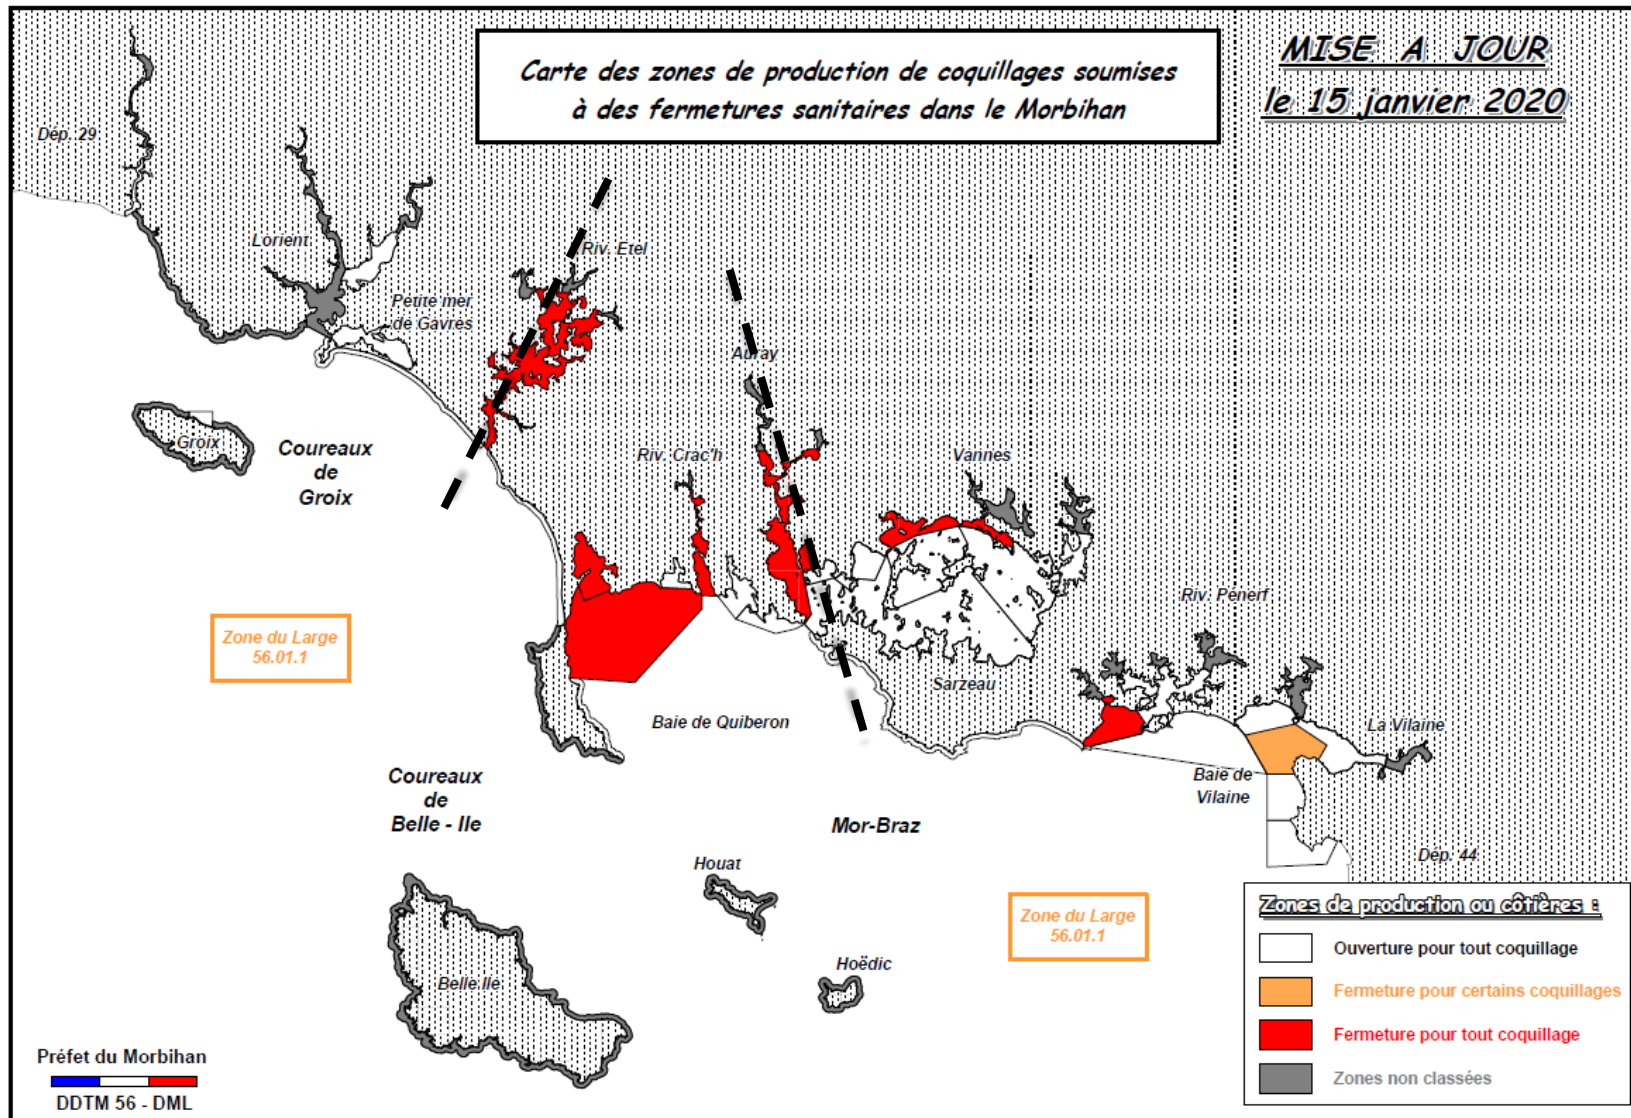 Carte des zones de production de coquillages soumises
à des fermetures sanitaires dans le Morbihan
MISE A JOUR
le 15 janvier 2020
Dép. 29
Lorient
Riv. Etel
Petite mer
de Gavres
Auray
Groix
Coureaux
de
Groix
Riv. Crac'h
Vannes
Riv. Pénerf
Zone du Large
56.01.1
Sarzeau
Baie de Quiberon
La Vilaine
Coureaux
de
Belle - Ile
Baie de
Vilaine
Mor-Braz
Dép. 44
Houat
Zone du Large
56.01.1
Hoëdic
Belle Ile
Zones de production ou côtières :
Ouverture pour tout coquillage
Fermeture pour certains coquillages
Fermeture pour tout coquillage
Zones non classées
Préfet du Morbihan
DDTM 56 - DML